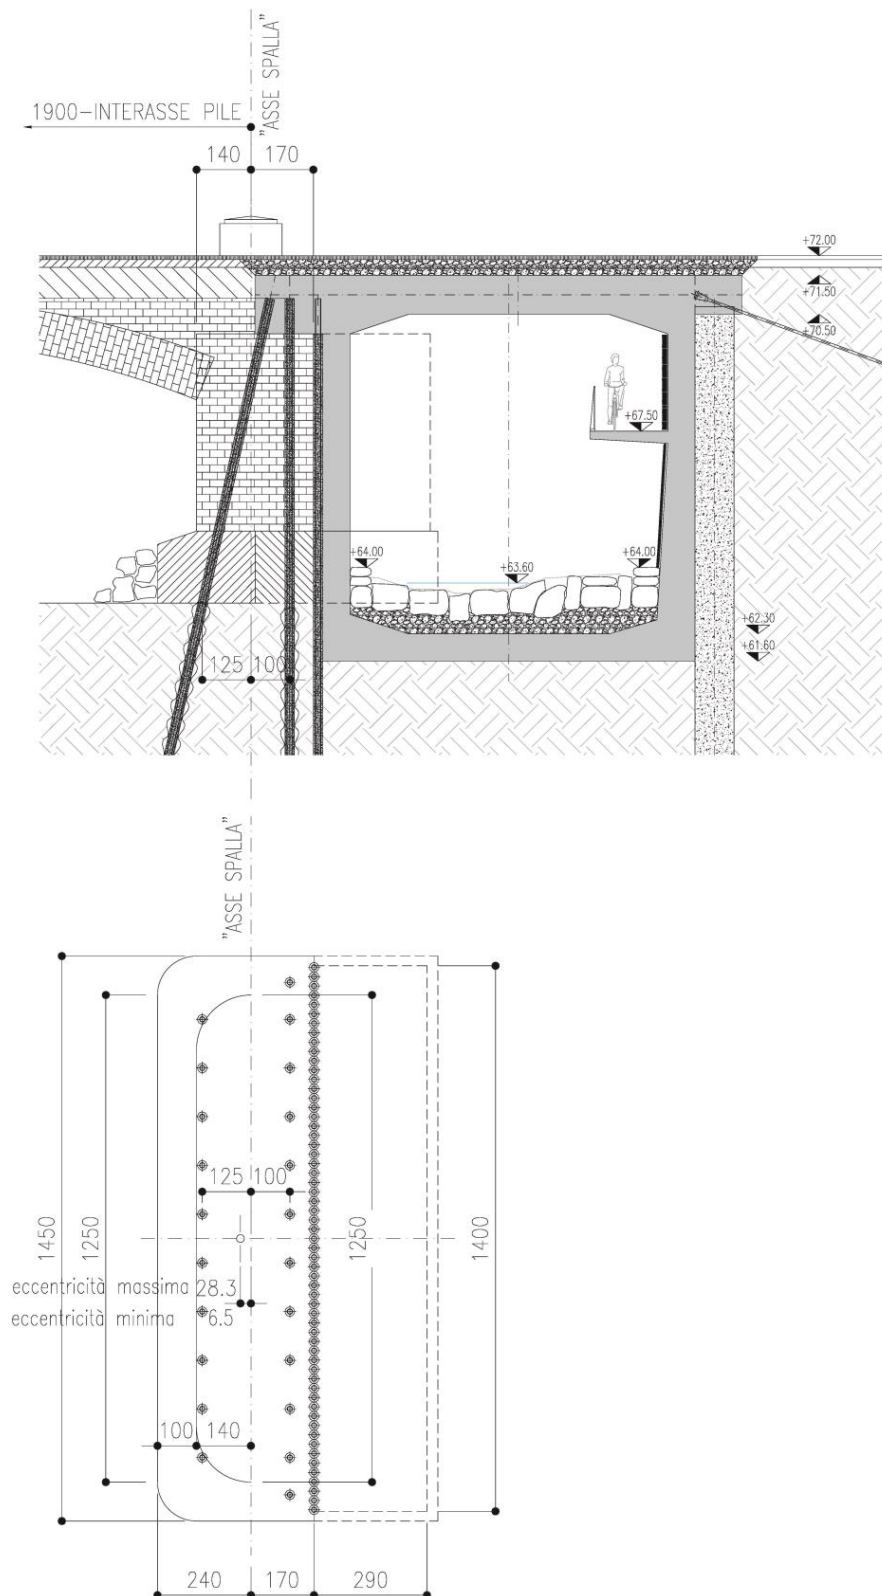 "ASSE SPALLA"
1900-INTERASSE PILE
140 170
+72.00
+71.50
+70.50
+67.50
+64.00 +64.00
+63.60
+62.30
+61.60
125 100
"ASSE SPALLA"
125 100
1450
1250
1250
1400
eccentricità massima 28.3
eccentricità minima 6.5
100 140
240 170 290